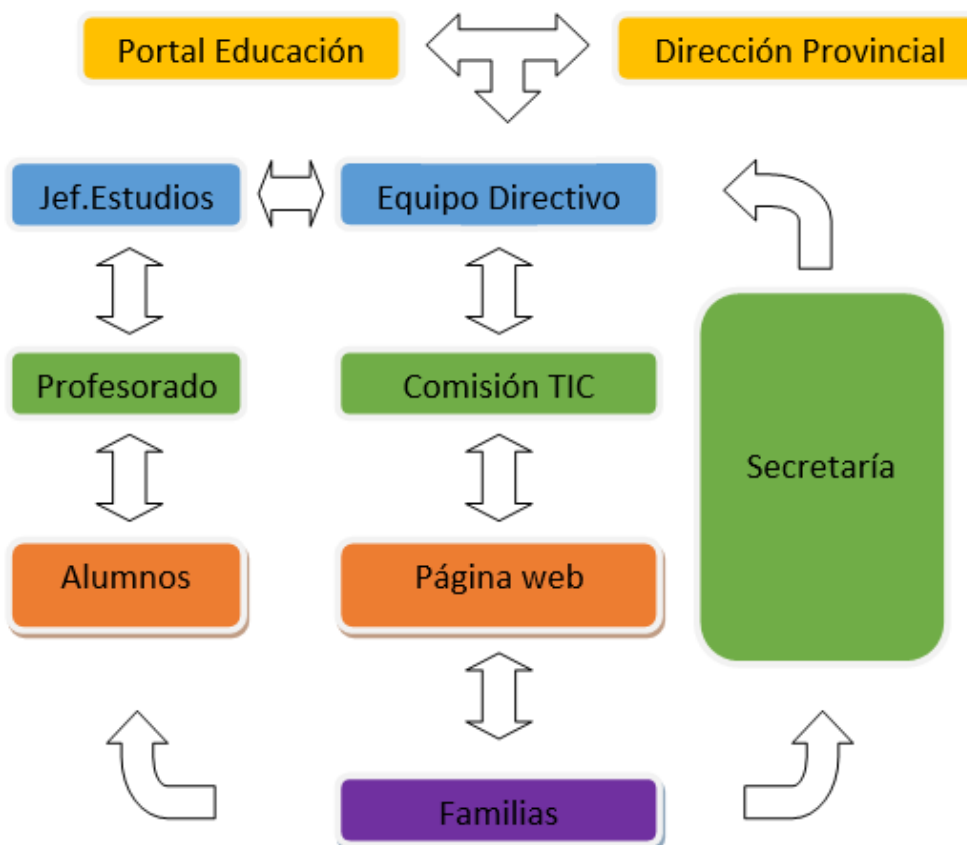 Portal Educación
Dirección Provincial
Jef.Estudios
Equipo Directivo
Profesorado
Comisión TIC
Secretaría
Alumnos
Página web
Familias